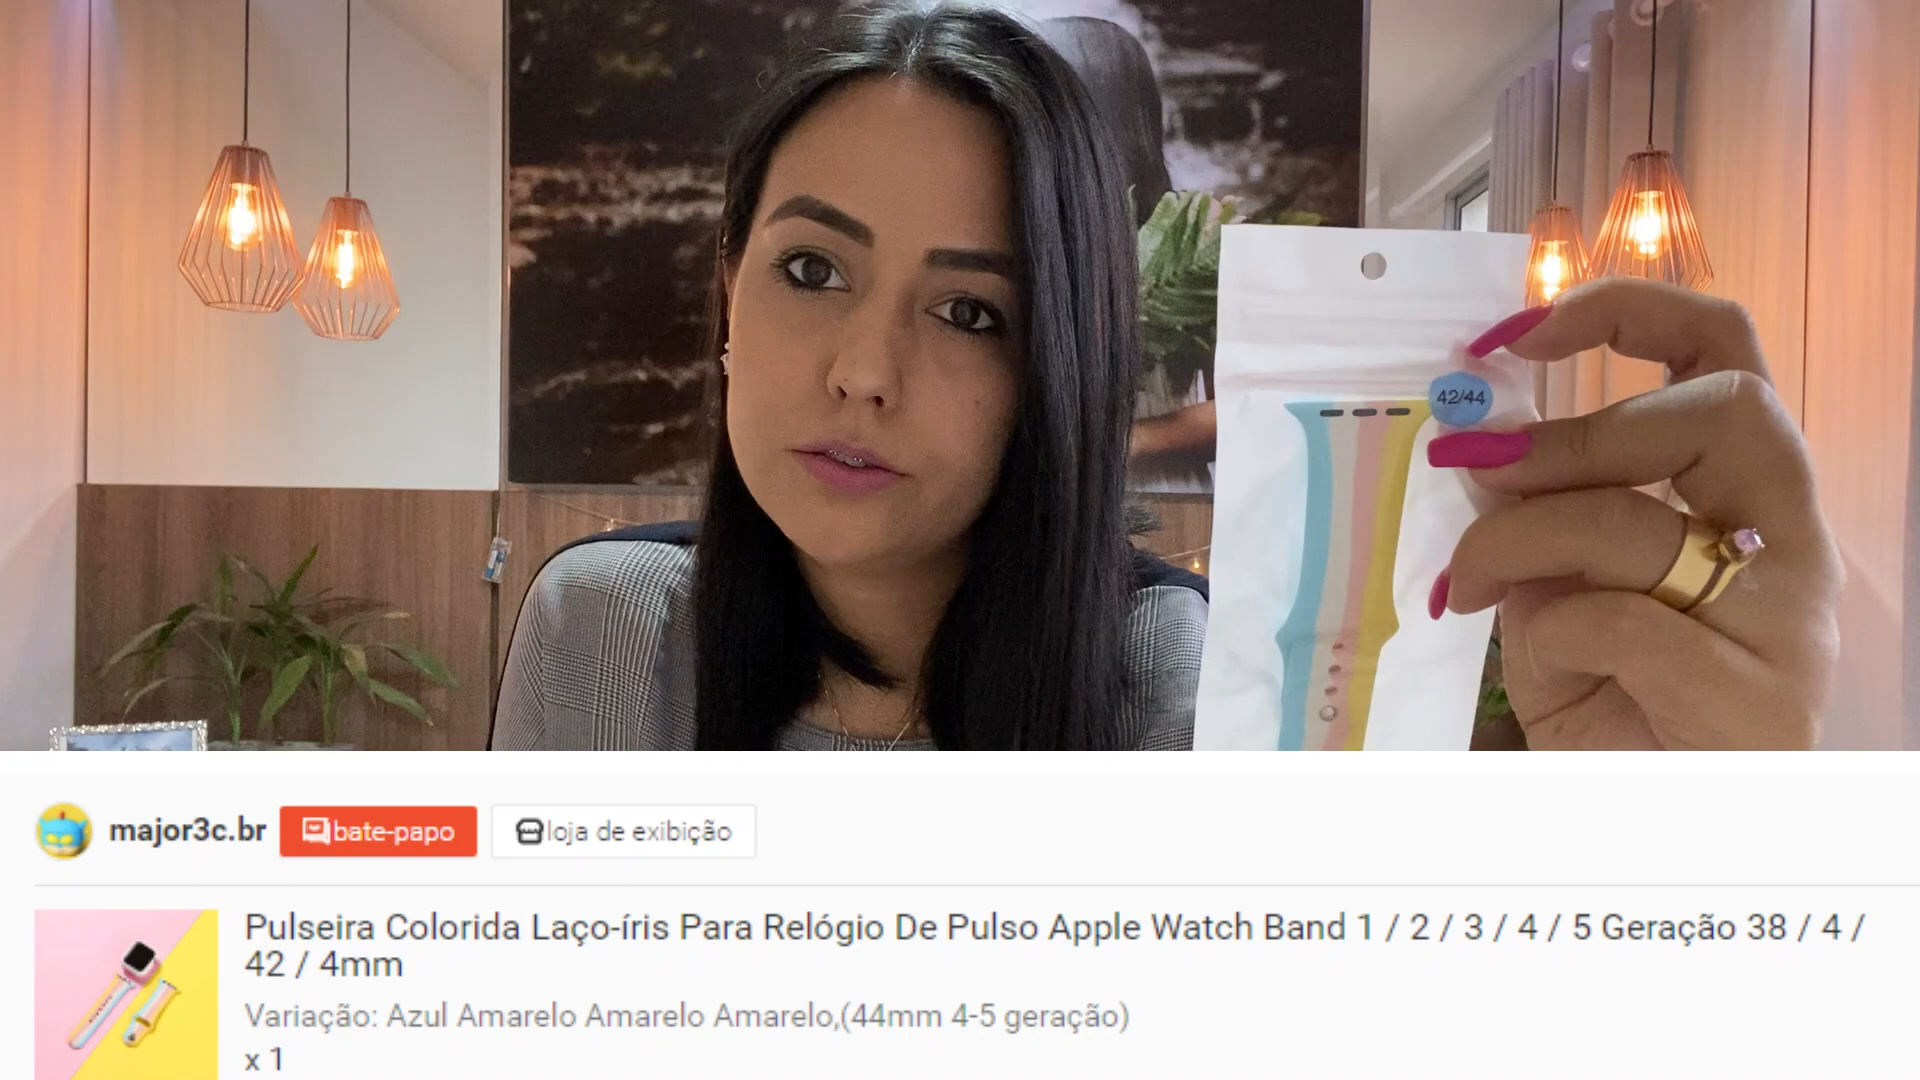 42/44
major3c.br
bate-papo
loja de exibição
Pulseira Colorida Laço-íris Para Relógio De Pulso Apple Watch Band 1 / 2 / 3 / 4 / 5 Geração 38 / 4 /
42 / 4mm
Variação: Azul Amarelo Amarelo Amarelo,(44mm 4-5 geração)
x 1